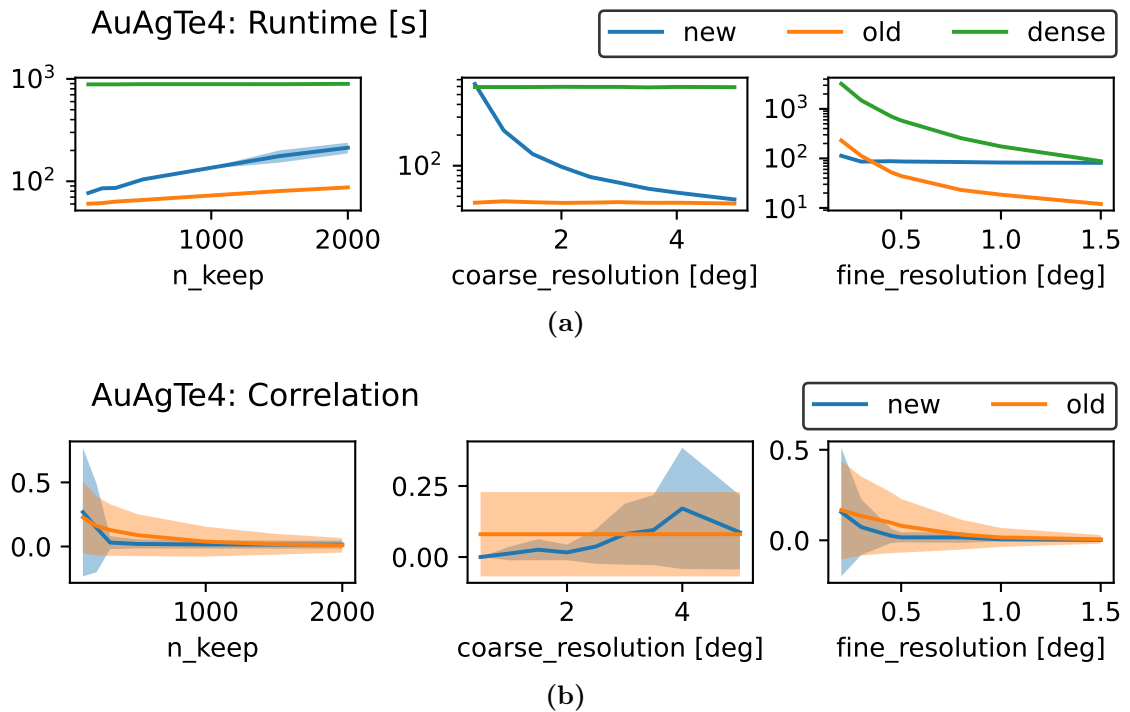 AuAgTe4: Runtime [s]
new old dense
10³
10²
1000 2000
n_keep
10²
2 4
coarse_resolution [deg]
10³
10²
10¹
0.5 1.0 1.5
fine_resolution [deg]
(a)
AuAgTe4: Correlation
new old
0.5
0.0
1000 2000
n_keep
0.25
0.00
2 4
coarse_resolution [deg]
0.5
0.0
0.5 1.0 1.5
fine_resolution [deg]
(b)